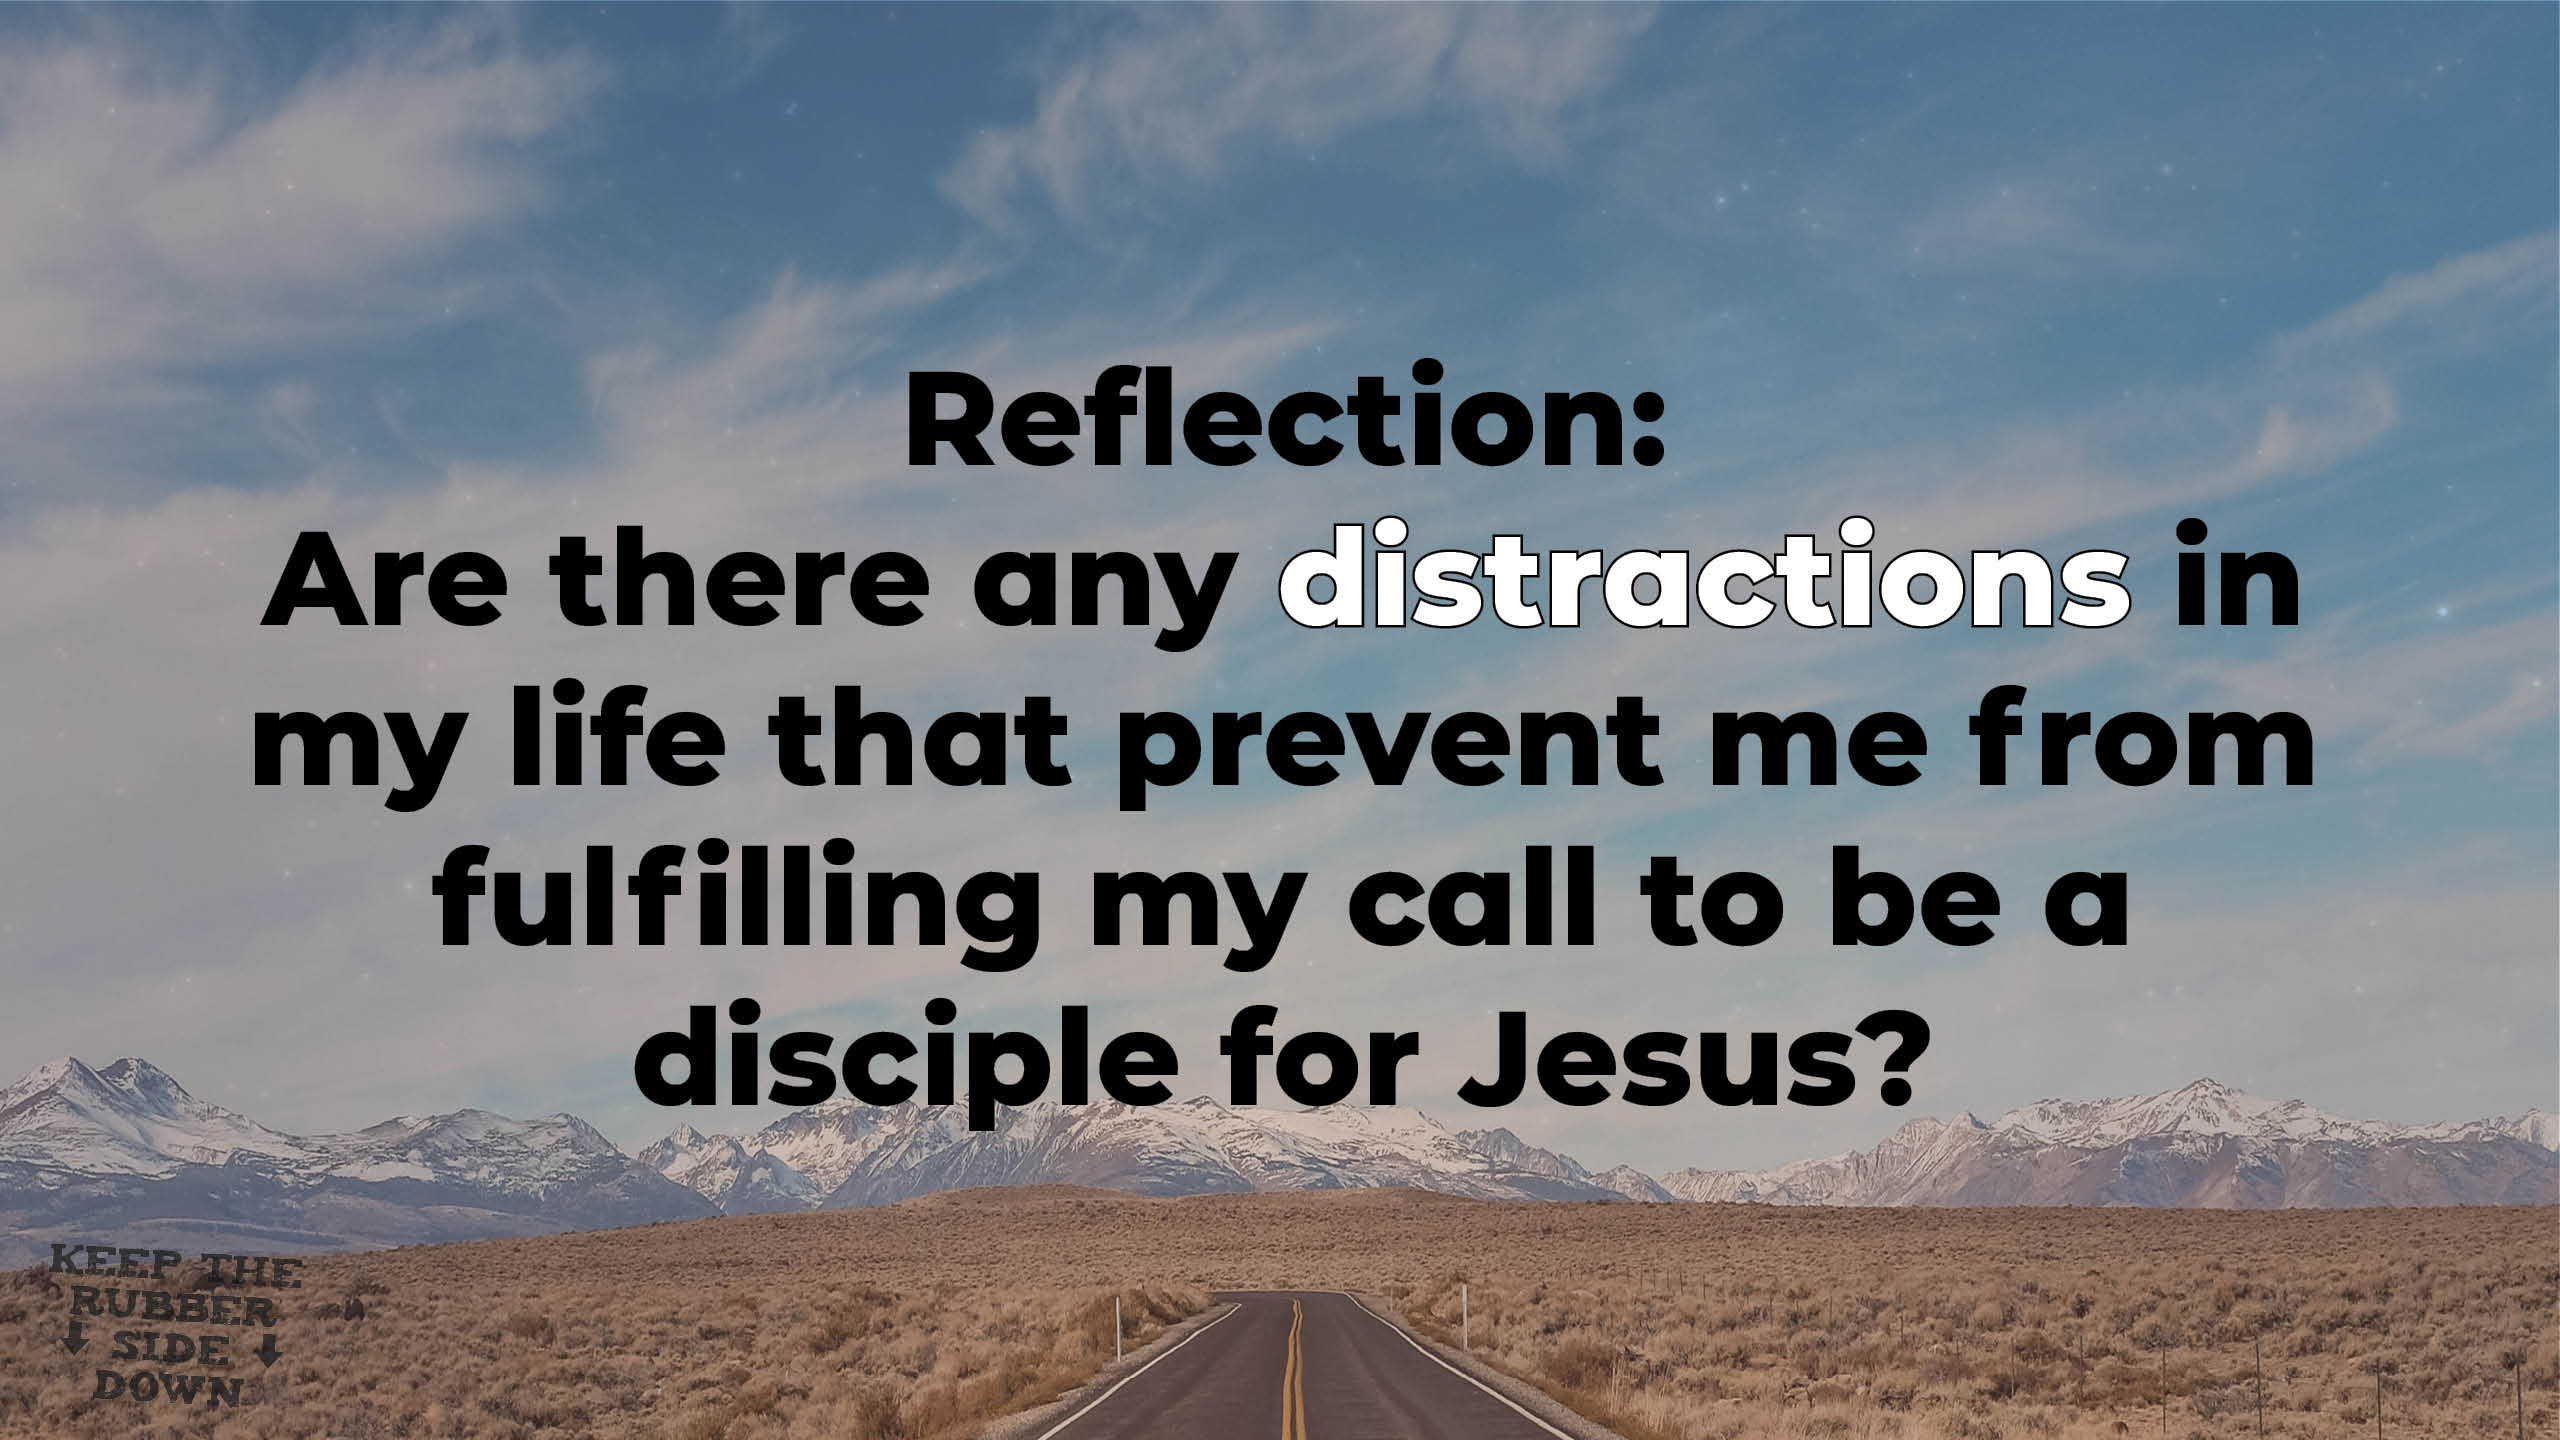 Reflection:
Are there any distractions in
my life that prevent me from
fulfilling my call to be a
disciple for Jesus?
KEEP THE
RUBBER
SIDE
DOWN